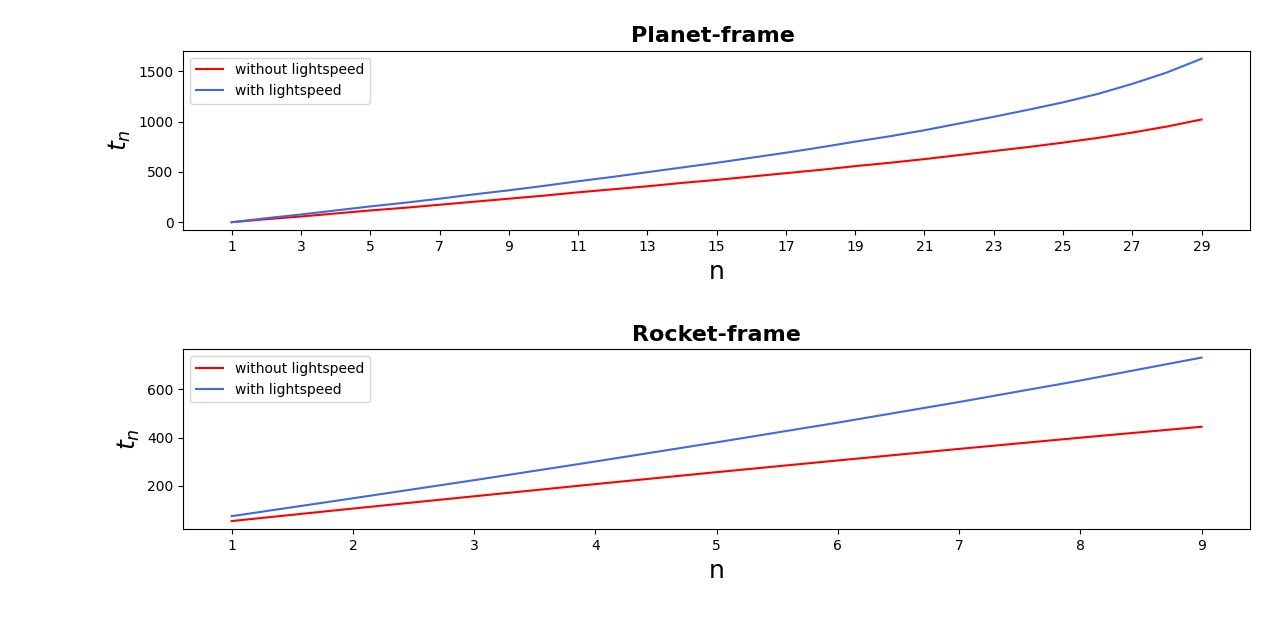 Planet-frame
without lightspeed
with lightspeed
1500
1000
500
0
tₙ
1 3 5 7 9 11 13 15 17 19 21 23 25 27 29
n
Rocket-frame
without lightspeed
with lightspeed
600
400
200
tₙ
1 2 3 4 5 6 7 8 9
n